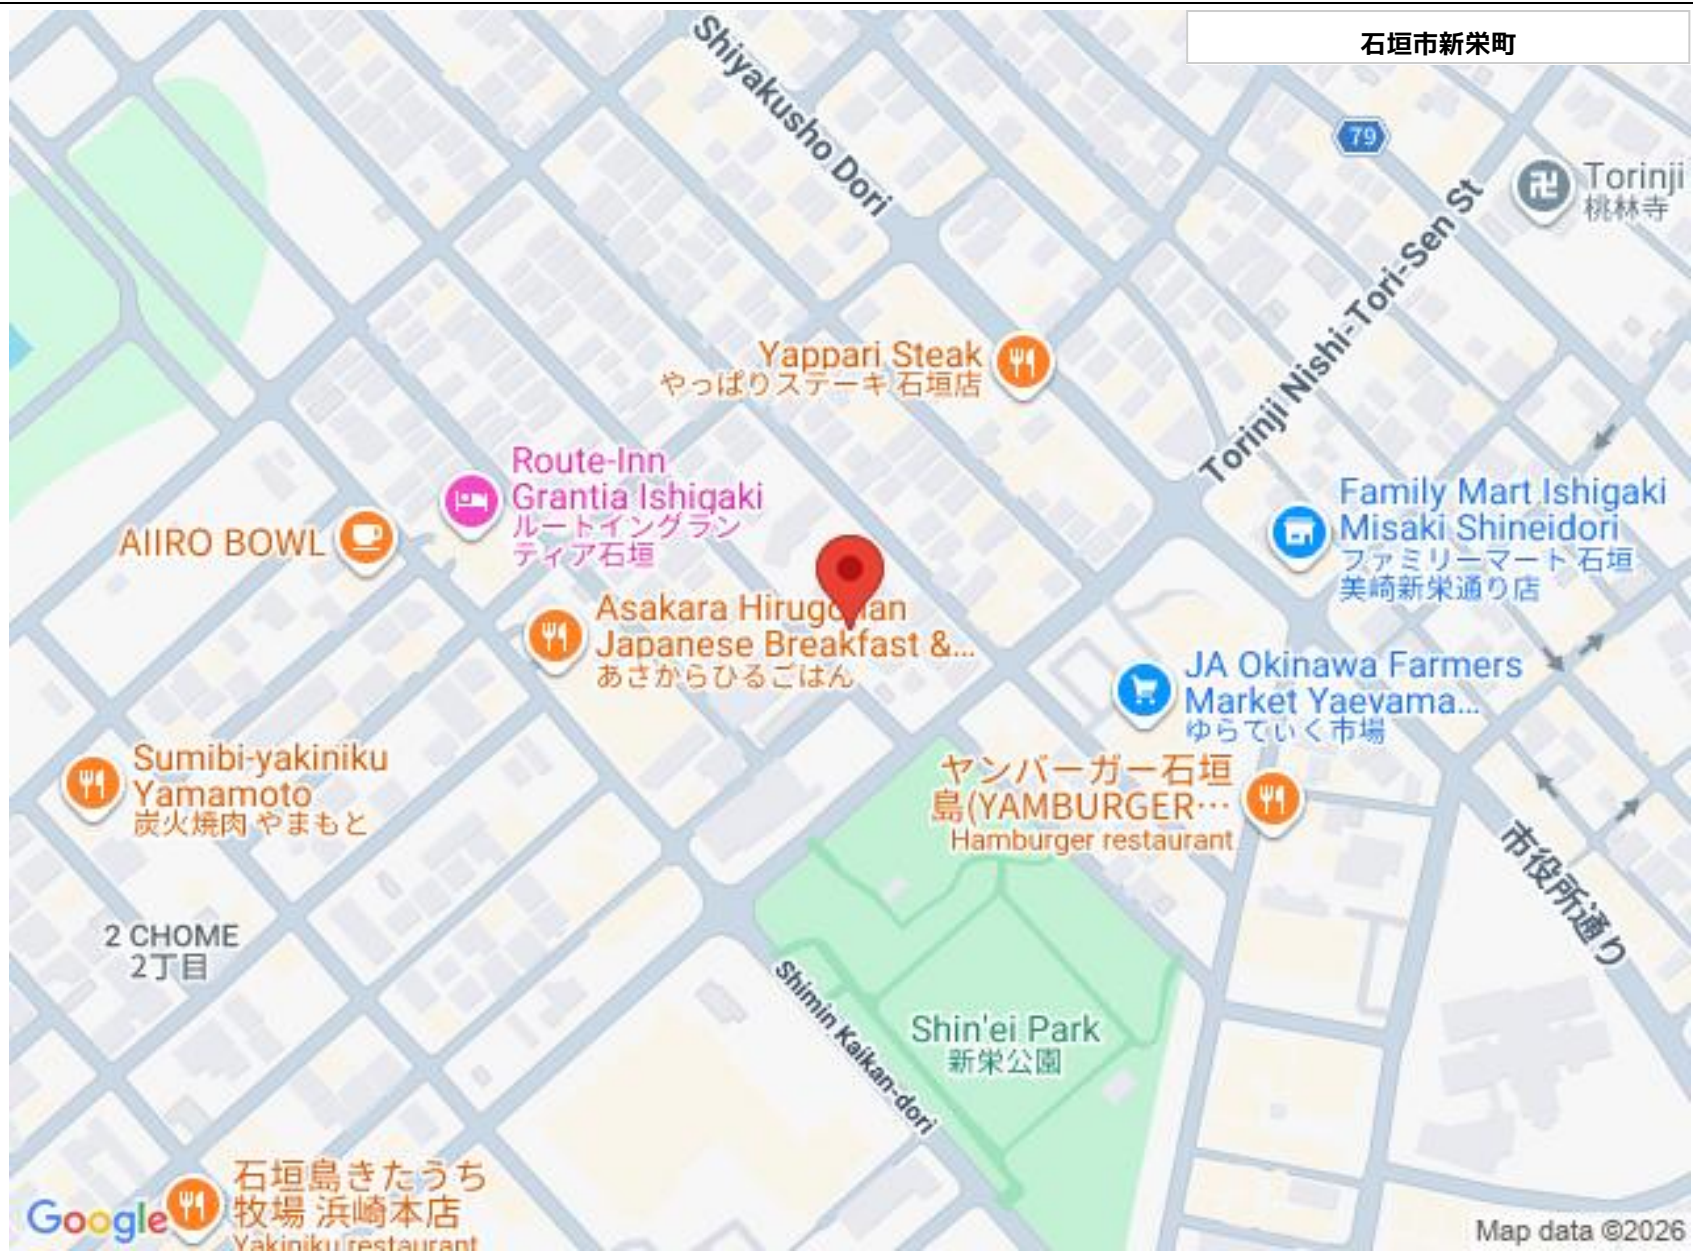 石垣市新栄町
Shiyakusho Dori
79
Torinji
桃林寺
Torinji Nishi-Tori-Sen St
Yappari Steak
やっぱりステーキ 石垣店
Route-Inn
Grantia Ishigaki
ルートイングラン
ティア石垣
Family Mart Ishigaki
Misaki Shineidori
ファミリーマート 石垣
美崎新栄通り店
AIIRO BOWL
Asakara Hirugohan
Japanese Breakfast &...
あさからひるごはん
JA Okinawa Farmers
Market Yaeyama...
ゆらてぃく市場
Sumibi-yakiniku
Yamamoto
炭火焼肉 やまもと
ヤンバーガー石垣
島(YAMBURGER…
Hamburger restaurant
市役所通り
2 CHOME
2丁目
Shimin Kaikan-dori
Shin'ei Park
新栄公園
石垣島きたうち
牧場 浜崎本店
Yakiniku restaurant
Google
Map data ©2026